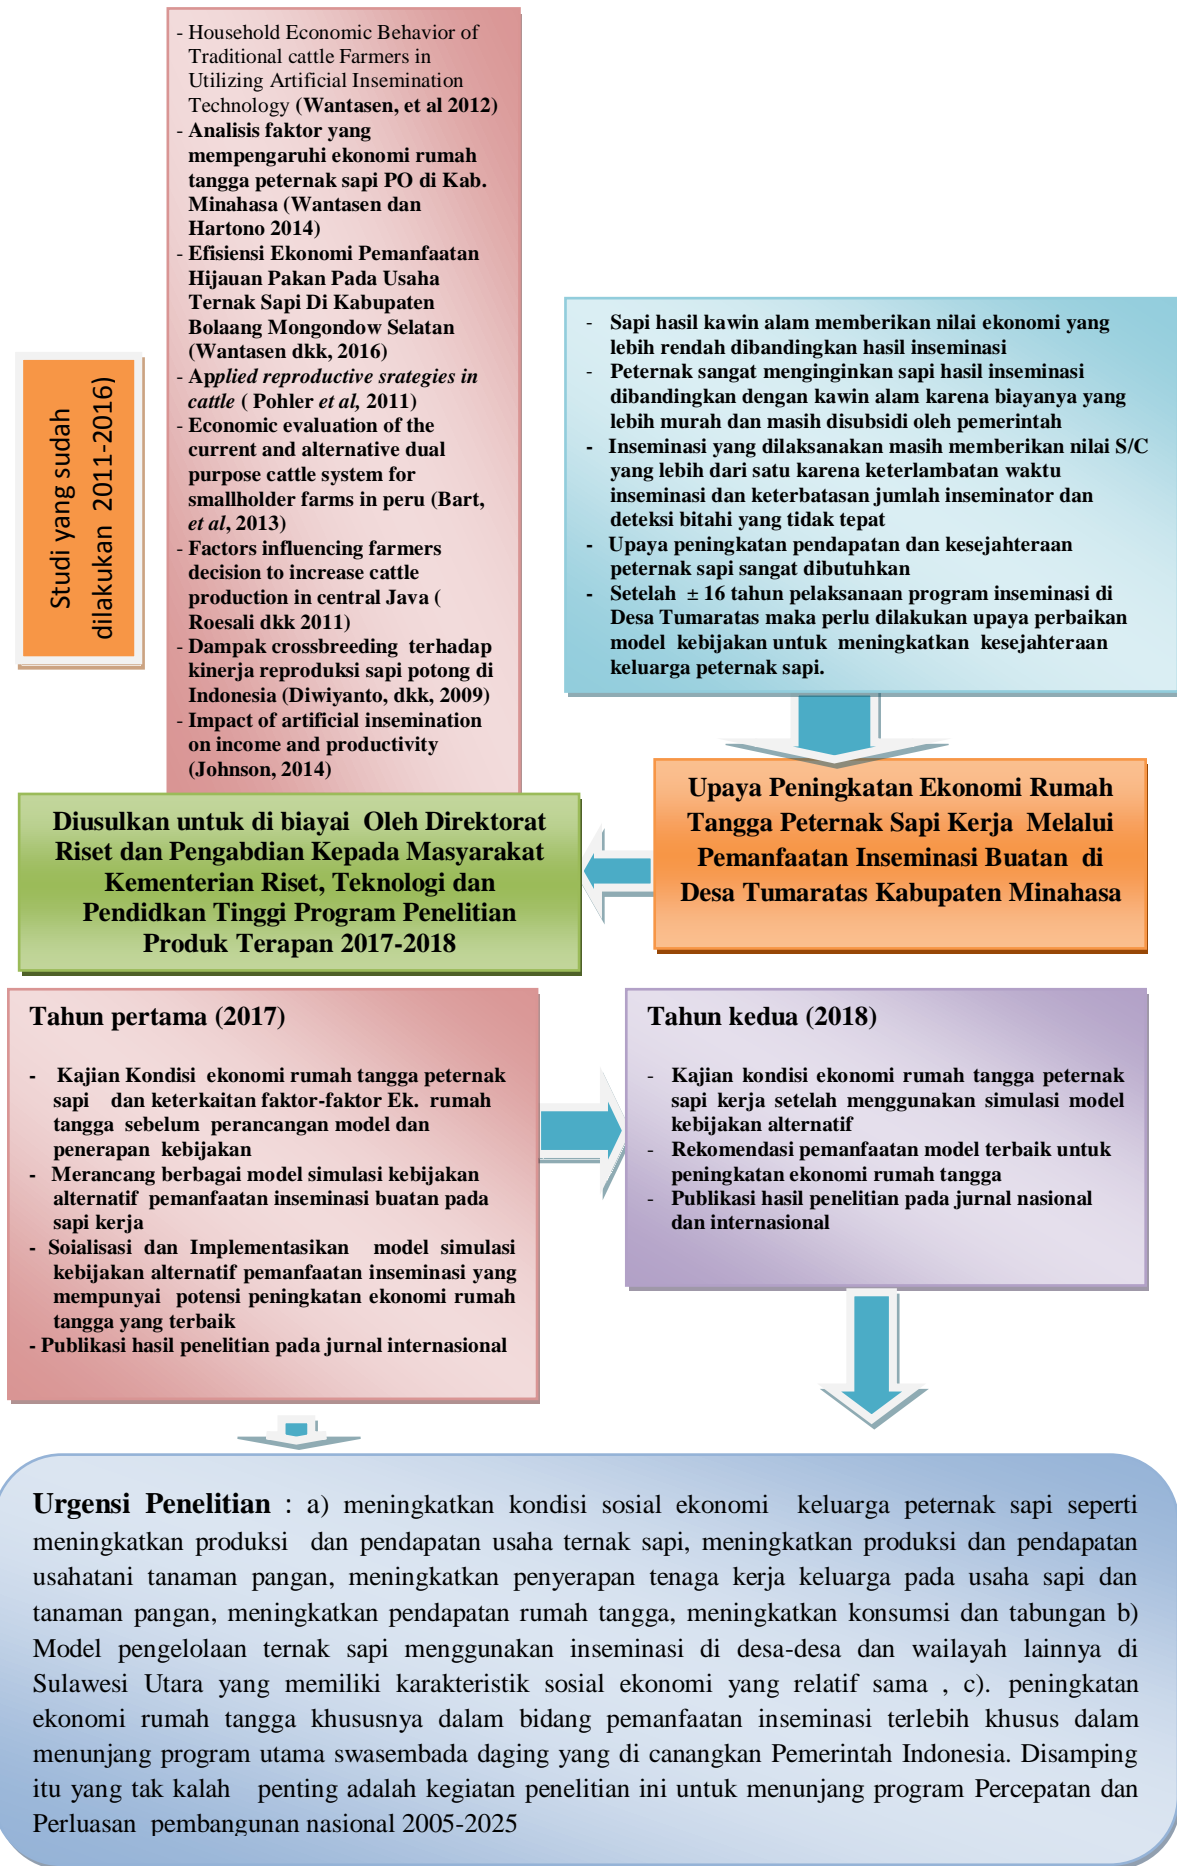 - Household Economic Behavior of
Traditional cattle Farmers in
Utilizing Artificial Insemination
Technology (Wantasen, et al 2012)
- Analisis faktor yang
mempengaruhi ekonomi rumah
tangga peternak sapi PO di Kab.
Minahasa (Wantasen dan
Hartono 2014)
- Efisiensi Ekonomi Pemanfaatan
Hijauan Pakan Pada Usaha
Ternak Sapi Di Kabupaten
Bolaang Mongondow Selatan
(Wantasen dkk, 2016)
- Applied reproductive srategies in
cattle ( Pohler et al, 2011)
- Economic evaluation of the
current and alternative dual
purpose cattle system for
smallholder farms in peru (Bart,
et al, 2013)
- Factors influencing farmers
decision to increase cattle
production in central Java (
Roesali dkk 2011)
- Dampak crossbreeding terhadap
kinerja reproduksi sapi potong di
Indonesia (Diwiyanto, dkk, 2009)
- Impact of artificial insemination
on income and productivity
(Johnson, 2014)
Studi yang sudah
dilakukan 2011-2016)
- Sapi hasil kawin alam memberikan nilai ekonomi yang
lebih rendah dibandingkan hasil inseminasi
- Peternak sangat menginginkan sapi hasil inseminasi
dibandingkan dengan kawin alam karena biayanya yang
lebih murah dan masih disubsidi oleh pemerintah
- Inseminasi yang dilaksanakan masih memberikan nilai S/C
yang lebih dari satu karena keterlambatan waktu
inseminasi dan keterbatasan jumlah inseminator dan
deteksi bitahi yang tidak tepat
- Upaya peningkatan pendapatan dan kesejahteraan
peternak sapi sangat dibutuhkan
- Setelah ± 16 tahun pelaksanaan program inseminasi di
Desa Tumaratas maka perlu dilakukan upaya perbaikan
model kebijakan untuk meningkatkan kesejahteraan
keluarga peternak sapi.
Upaya Peningkatan Ekonomi Rumah
Tangga Peternak Sapi Kerja Melalui
Pemanfaatan Inseminasi Buatan di
Desa Tumaratas Kabupaten Minahasa
Diusulkan untuk di biayai Oleh Direktorat
Riset dan Pengabdian Kepada Masyarakat
Kementerian Riset, Teknologi dan
Pendidkan Tinggi Program Penelitian
Produk Terapan 2017-2018
Tahun pertama (2017)
- Kajian Kondisi ekonomi rumah tangga peternak
sapi dan keterkaitan faktor-faktor Ek. rumah
tangga sebelum perancangan model dan
penerapan kebijakan
- Merancang berbagai model simulasi kebijakan
alternatif pemanfaatan inseminasi buatan pada
sapi kerja
- Soialisasi dan Implementasikan model simulasi
kebijakan alternatif pemanfaatan inseminasi yang
mempunyai potensi peningkatan ekonomi rumah
tangga yang terbaik
- Publikasi hasil penelitian pada jurnal internasional
Tahun kedua (2018)
- Kajian kondisi ekonomi rumah tangga peternak
sapi kerja setelah menggunakan simulasi model
kebijakan alternatif
- Rekomendasi pemanfaatan model terbaik untuk
peningkatan ekonomi rumah tangga
- Publikasi hasil penelitian pada jurnal nasional
dan internasional
Urgensi Penelitian : a) meningkatkan kondisi sosial ekonomi keluarga peternak sapi seperti
meningkatkan produksi dan pendapatan usaha ternak sapi, meningkatkan produksi dan pendapatan
usahatani tanaman pangan, meningkatkan penyerapan tenaga kerja keluarga pada usaha sapi dan
tanaman pangan, meningkatkan pendapatan rumah tangga, meningkatkan konsumsi dan tabungan b)
Model pengelolaan ternak sapi menggunakan inseminasi di desa-desa dan wailayah lainnya di
Sulawesi Utara yang memiliki karakteristik sosial ekonomi yang relatif sama , c). peningkatan
ekonomi rumah tangga khususnya dalam bidang pemanfaatan inseminasi terlebih khusus dalam
menunjang program utama swasembada daging yang di canangkan Pemerintah Indonesia. Disamping
itu yang tak kalah penting adalah kegiatan penelitian ini untuk menunjang program Percepatan dan
Perluasan pembangunan nasional 2005-2025